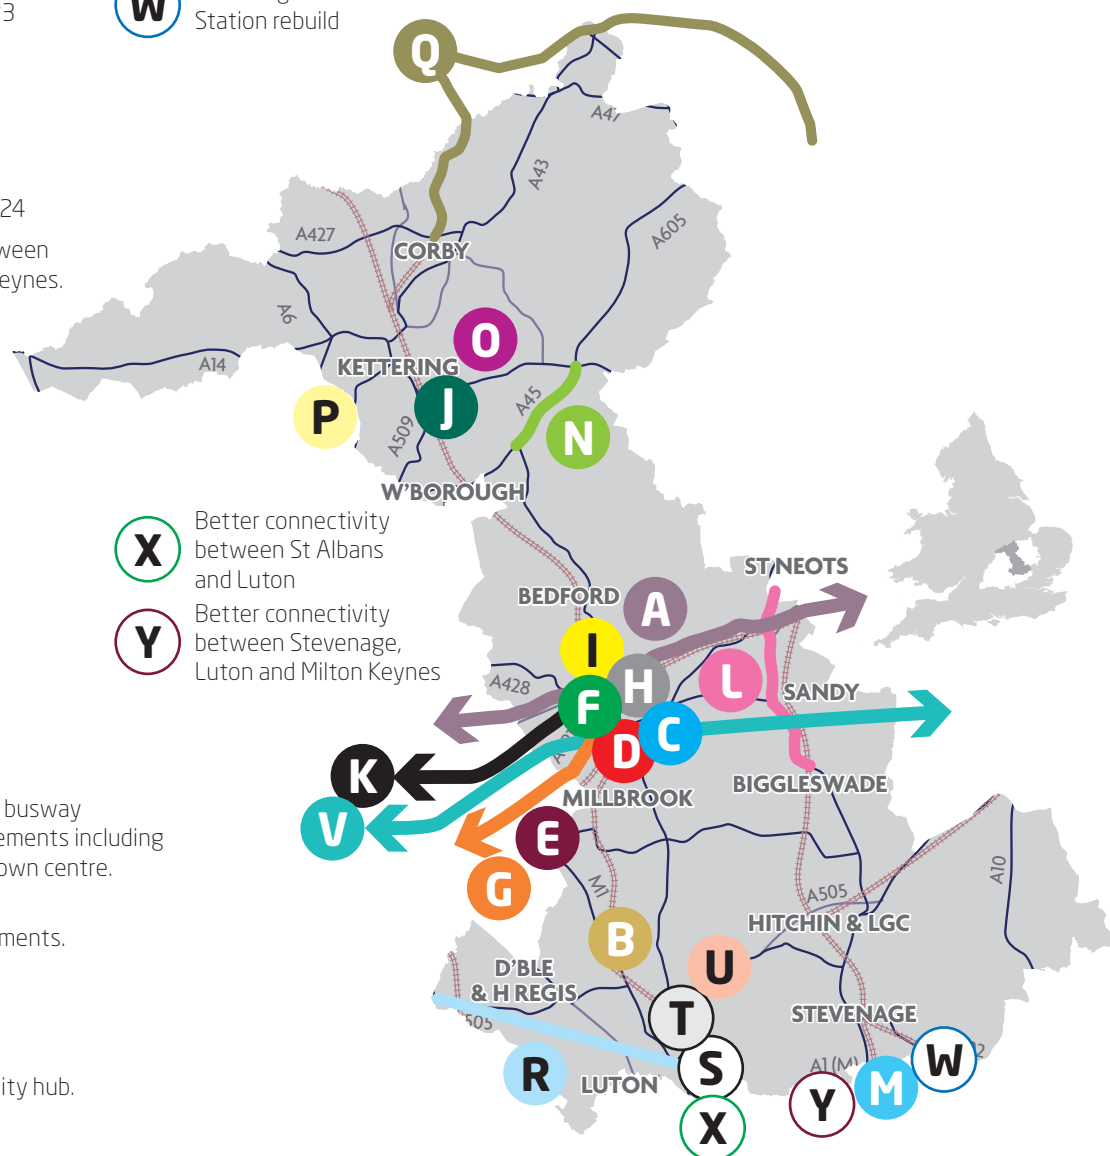 W
Station rebuild
24
ween
eynes.
X
Better connectivity
between St Albans
and Luton
Y
Better connectivity
between Stevenage,
Luton and Milton Keynes
busway
ements including
own centre.
ments.
ity hub.
Q
A47
A43
A427
A605
CORBY
A6
O
A14
KETTERING
J
P
A45
A509
N
W'BOROUGH
ST NEOTS
BEDFORD
A
I
H
L
A428
SANDY
F
C
D
K
BIGGLESWADE
MILLBROOK
V
E
G
M1
A10
A505
HITCHIN & LGC
B
U
D'BLE
& H REGIS
T
STEVENAGE
505
S
A1(M)
W
R
LUTON
M
Y
X